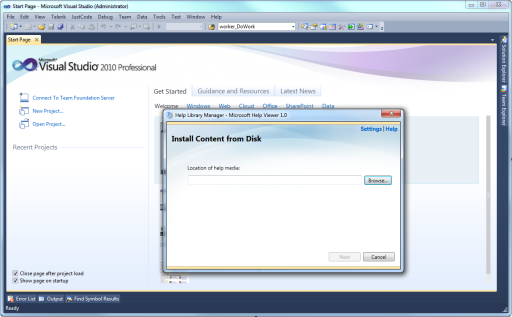 Start Page - Microsoft Visual Studio (Administrator)
File Edit View Telerik JustCode Debug Team Data Tools Test Window Help
worker_DoWork
Start Page
Microsoft
Visual Studio 2010 Professional
Connect To Team Foundation Server
New Project...
Open Project...
Recent Projects
Get Started Guidance and Resources Latest News
Welcome Windows Web Cloud Office SharePoint Data
Help Library Manager - Microsoft Help Viewer 1.0
Settings | Help
Install Content from Disk
Location of help media:
Browse...
Next Cancel
Close page after project load
Show page on startup
Solution Explorer
Team Explorer
Error List Output Find Symbol Results
Ready